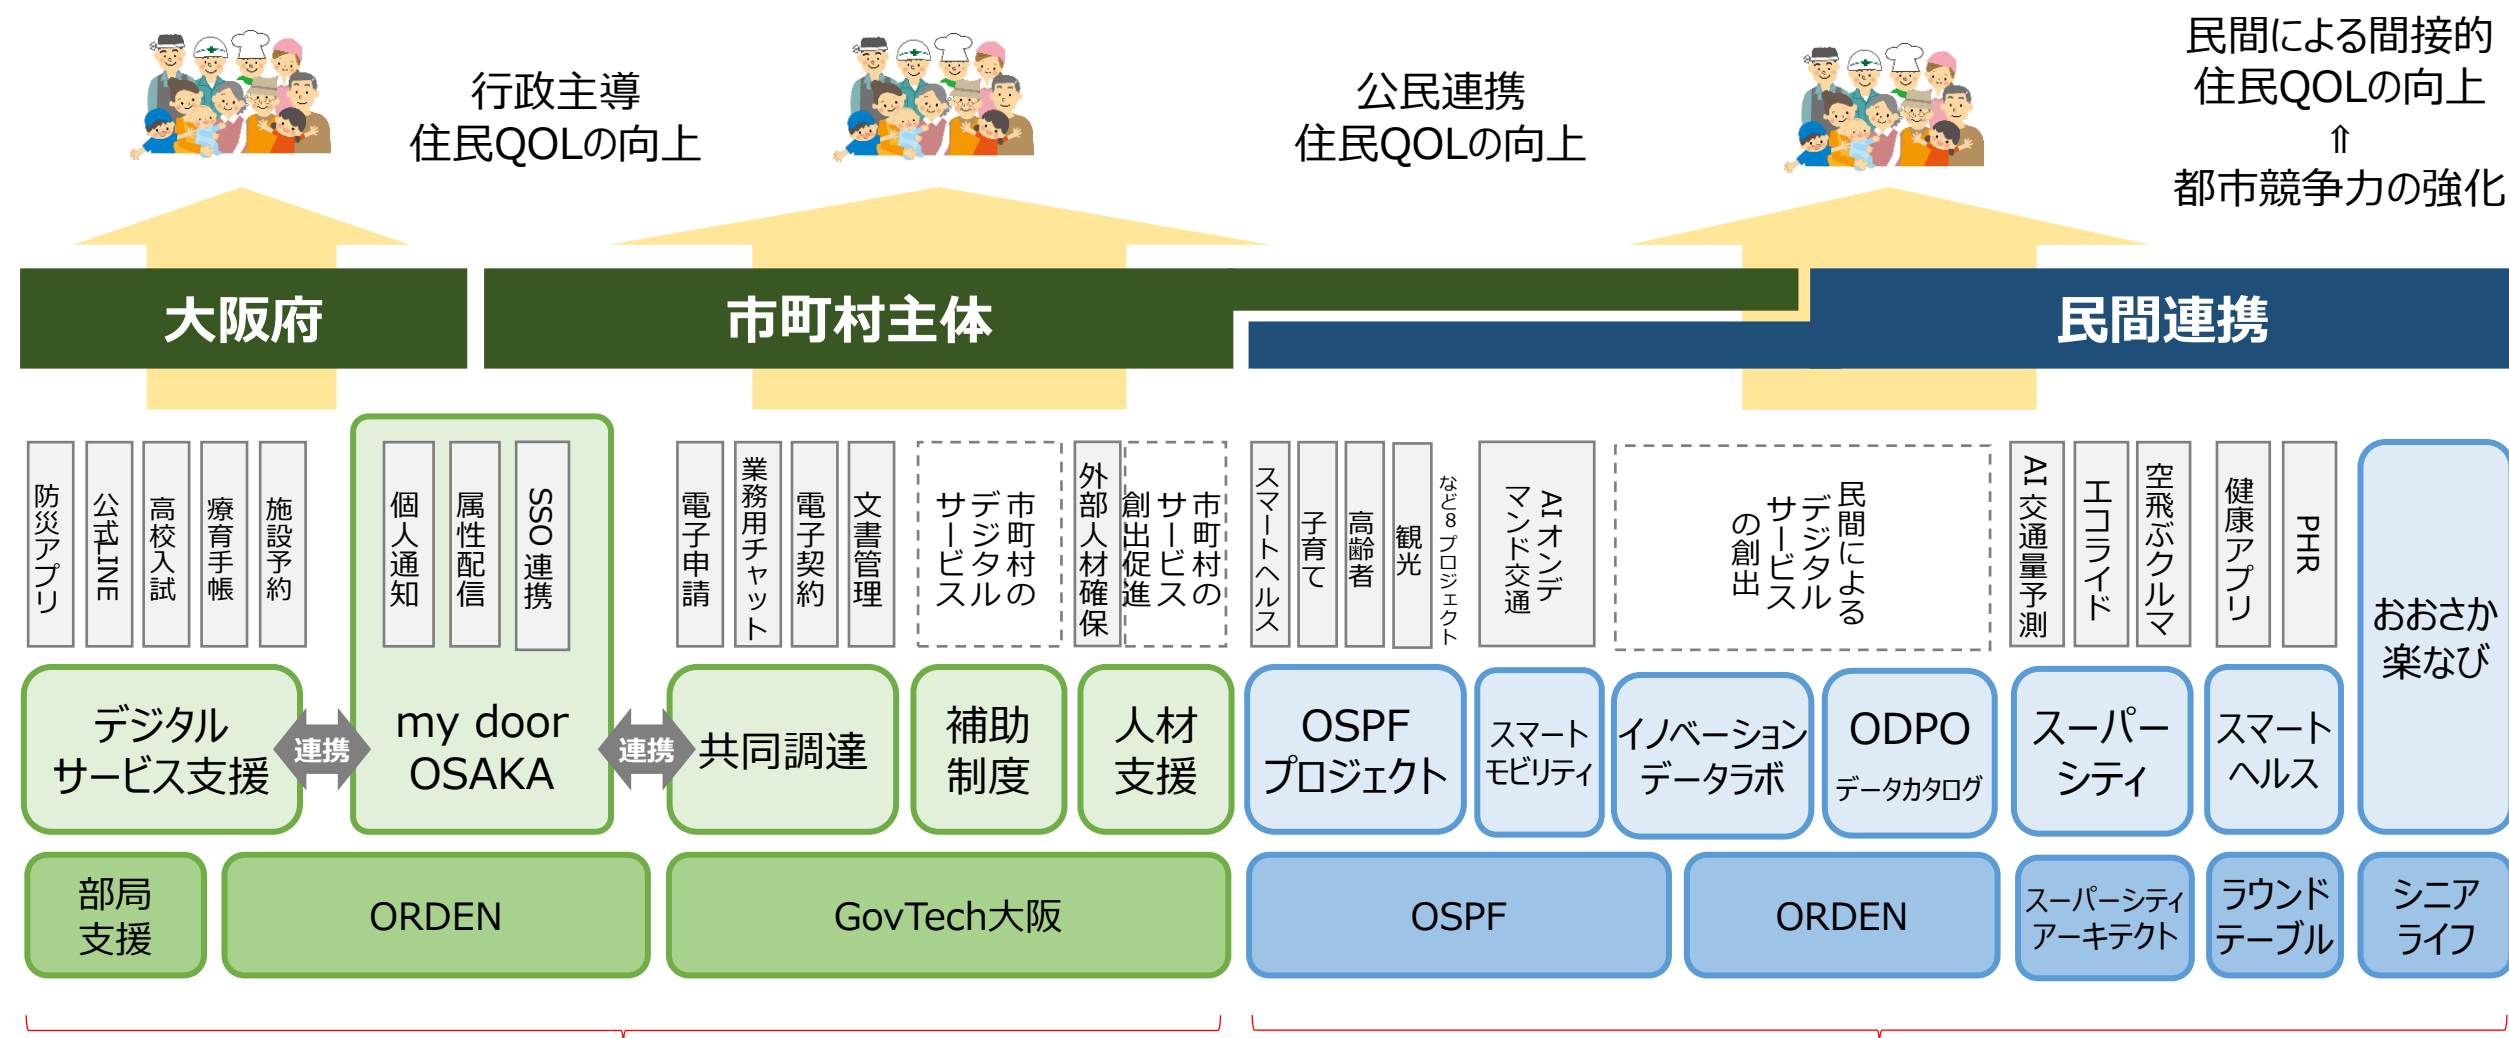 行政主導
住民QOLの向上
公民連携
住民QOLの向上
民間による間接的
住民QOLの向上
⇑
都市競争力の強化
大阪府
市町村主体
民間連携
防災アプリ
公式LINE
高校入試
療育手帳
施設予約
個人通知
属性配信
SSO連携
電子申請
業務用チャット
電子契約
文書管理
市町村の
デジタル
サービス
外部人材確保
市町村の
サービス
創出促進
スマートヘルス
子育て
高齢者
観光
など8プロジェクト
AIオンデ
マンド交通
民間による
デジタル
サービス
の創出
AI交通量予測
エコライド
空飛ぶクルマ
健康アプリ
PHR
おおさか
楽なび
デジタル
サービス支援
連携
my door
OSAKA
連携
共同調達
補助
制度
人材
支援
OSPF
プロジェクト
スマート
モビリティ
イノベーション
データラボ
ODPO
データカタログ
スーパー
シティ
スマート
ヘルス
部局
支援
ORDEN
GovTech大阪
OSPF
ORDEN
スーパーシティ
アーキテクト
ラウンド
テーブル
シニア
ライフ